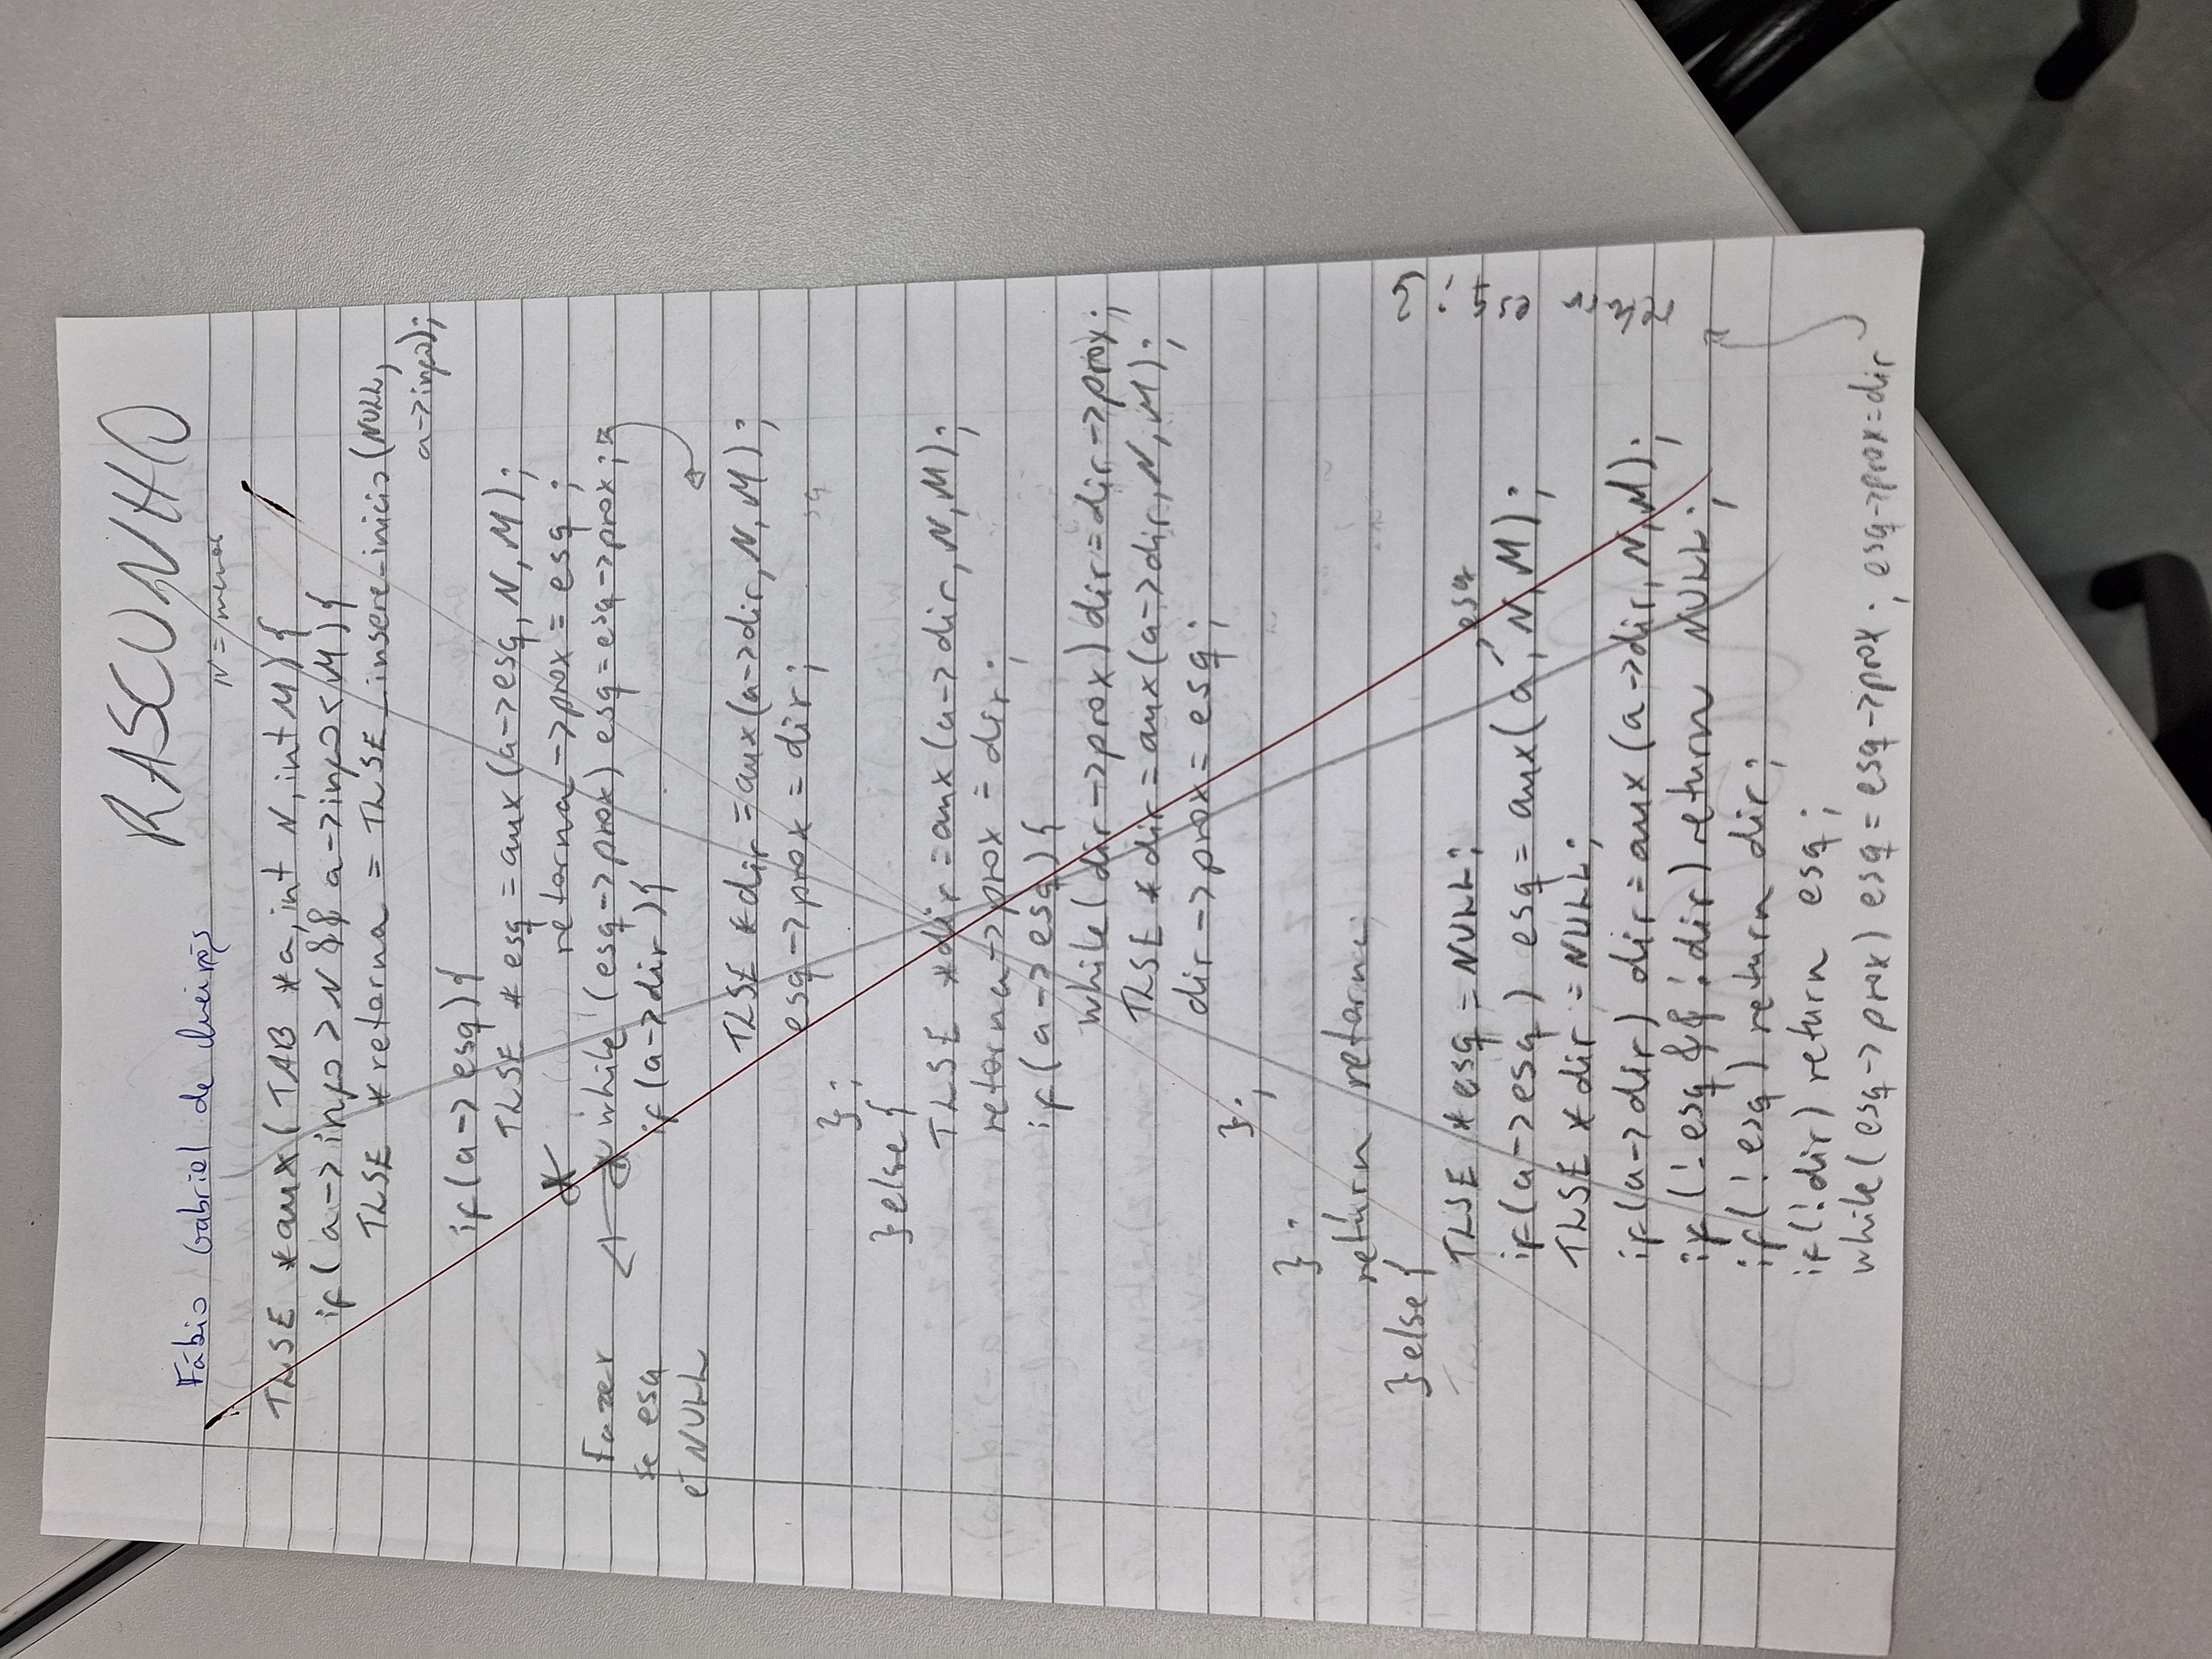 RASCUNHO
Fábio Gabriel de Queirós
N = menor
TLSE *aux(TAB *a, int N, int M){
if(a->info > N && a->info < M){
TLSE *retorna = TLSE_insere_inicio(NULL,
a->info);
if(a->esq){
TLSE *esq = aux(a->esq, N, M);
retorna->prox = esq;
while (esq->prox) esq = esq->prox;
Fazer
se esq
é NULL
if(a->dir){
TLSE *dir = aux(a->dir, N, M);
esq->prox = dir;
};
}else{
TLSE *dir = aux(a->dir, N, M);
retorna->prox = dir;
if(a->esq){
while(dir->prox) dir = dir->prox;
TLSE *dir = aux(a->dir, N, M);
dir->prox = esq;
};
};
return retorna;
}else{
TLSE *esq = NULL;
if(a->esq) esq = aux(a->esq, N, M);
TLSE *dir = NULL;
if(a->dir) dir = aux(a->dir, N, M);
if(!esq && !dir) return NULL;
if(!esq) return dir;
if(!dir) return esq;
while(esq->prox) esq = esq->prox; esq->prox=dir
return esq;}